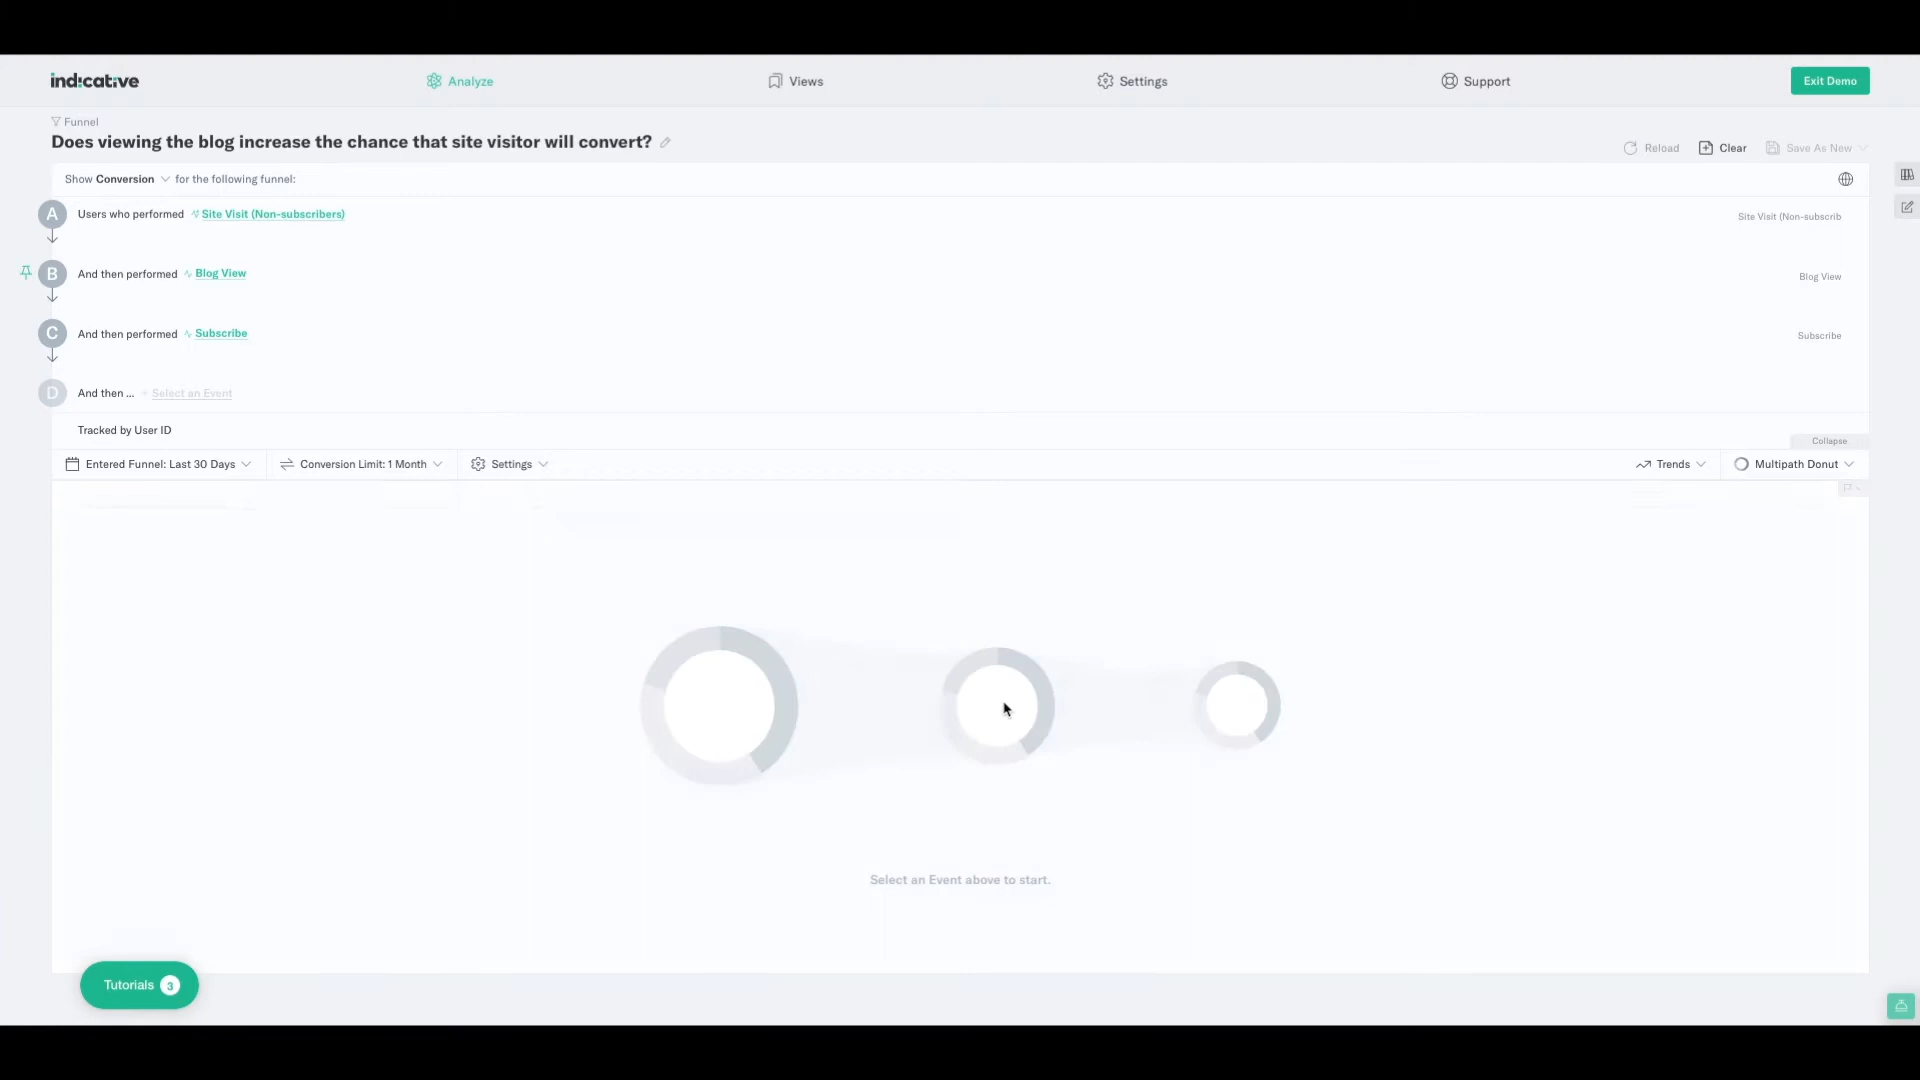 indicative
Analyze
Views
Settings
Support
Exit Demo
Funnel
Does viewing the blog increase the chance that site visitor will convert?
Reload
Clear
Save As New
Show Conversion for the following funnel:
A Users who performed Site Visit (Non-subscribers)
Site Visit (Non-subscrib
B And then performed Blog View
Blog View
C And then performed Subscribe
Subscribe
D And then ... + Select an Event
Tracked by User ID
Collapse
Entered Funnel: Last 30 Days
Conversion Limit: 1 Month
Settings
Trends
Multipath Donut
Select an Event above to start.
Tutorials 3